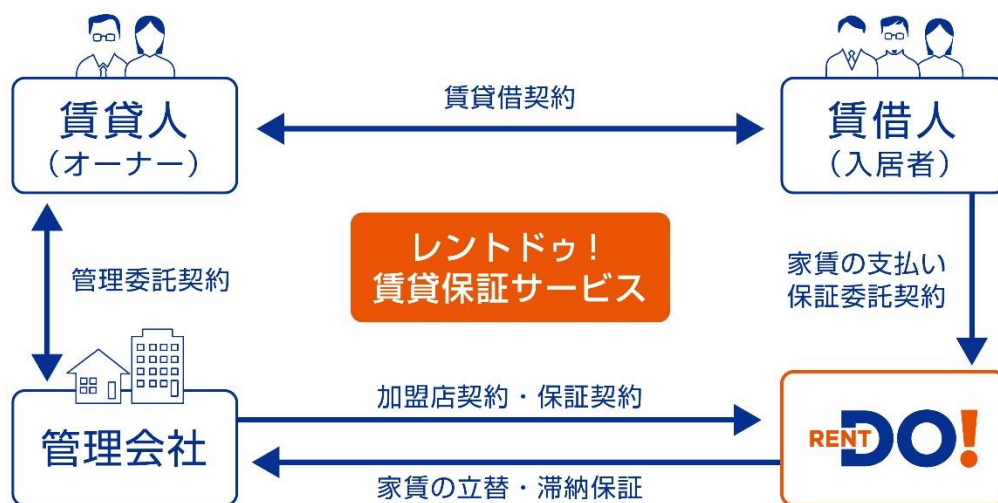 賃貸人
（オーナー）
賃貸借契約
賃借人
（入居者）
レントドゥ！
賃貸保証サービス
管理委託契約
家賃の支払い
保証委託契約
管理会社
加盟店契約・保証契約
家賃の立替・滞納保証
RENT DO!